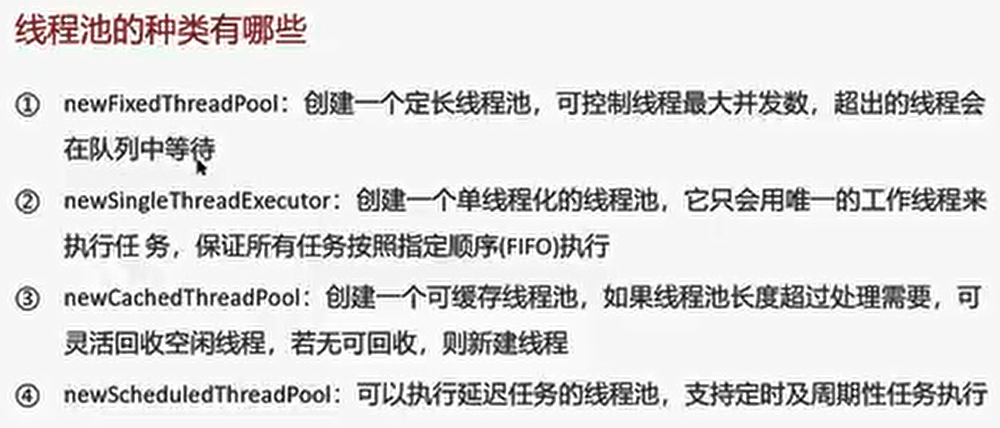 线程池的种类有哪些
① newFixedThreadPool：创建一个定长线程池，可控制线程最大并发数，超出的线程会
在队列中等待
② newSingleThreadExecutor：创建一个单线程化的线程池，它只会用唯一的工作线程来
执行任 务，保证所有任务按照指定顺序(FIFO)执行
③ newCachedThreadPool：创建一个可缓存线程池，如果线程池长度超过处理需要，可
灵活回收空闲线程，若无可回收，则新建线程
④ newScheduledThreadPool：可以执行延迟任务的线程池，支持定时及周期性任务执行